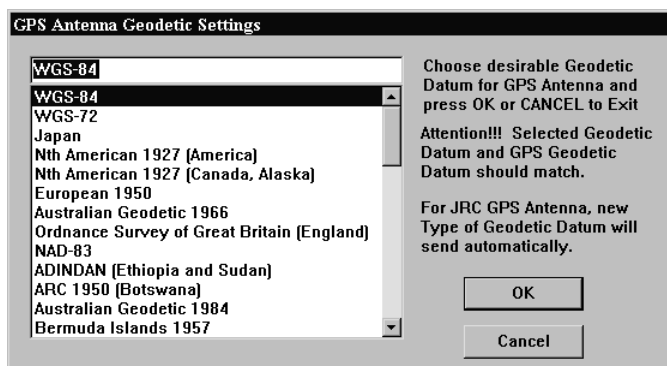 GPS Antenna Geodetic Settings
WGS-84
WGS-84
WGS-72
Japan
Nth American 1927 (America)
Nth American 1927 (Canada, Alaska)
European 1950
Australian Geodetic 1966
Ordnance Survey of Great Britain (England)
NAD-83
ADINDAN (Ethiopia and Sudan)
ARC 1950 (Botswana)
Australian Geodetic 1984
Bermuda Islands 1957
Choose desirable Geodetic
Datum for GPS Antenna and
press OK or CANCEL to Exit
Attention!!! Selected Geodetic
Datum and GPS Geodetic
Datum should match.
For JRC GPS Antenna, new
Type of Geodetic Datum will
send automatically.
OK
Cancel